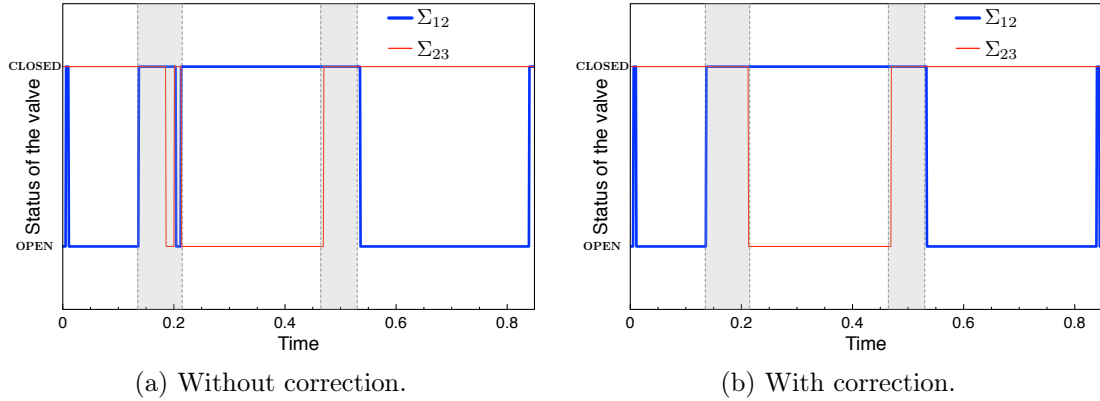 Σ12
Σ23
CLOSED
Status of the valve
OPEN
0 0.2 0.4 0.6 0.8
Time
(a) Without correction.
Σ12
Σ23
CLOSED
Status of the valve
OPEN
0 0.2 0.4 0.6 0.8
Time
(b) With correction.